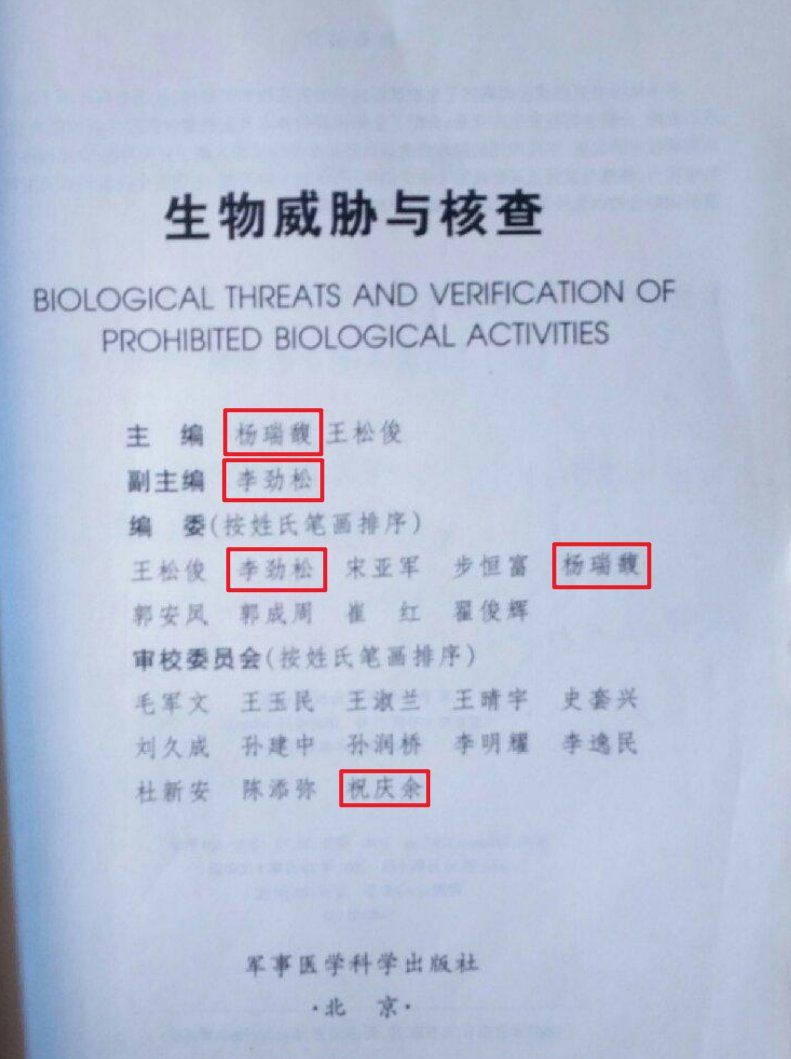 生物威胁与核查
BIOLOGICAL THREATS AND VERIFICATION OF
PROHIBITED BIOLOGICAL ACTIVITIES
主 编 杨瑞馥 王松俊
副主编 李劲松
编 委(按姓氏笔画排序)
王松俊 李劲松 宋亚军 步恒富 杨瑞馥
郭安凤 郭成周 崔 红 翟俊辉
审校委员会(按姓氏笔画排序)
毛军文 王玉民 王淑兰 王晴宇 史套兴
刘久成 孙建中 孙润桥 李明耀 李逸民
杜新安 陈添弥 祝庆余
军事医学科学出版社
·北 京·